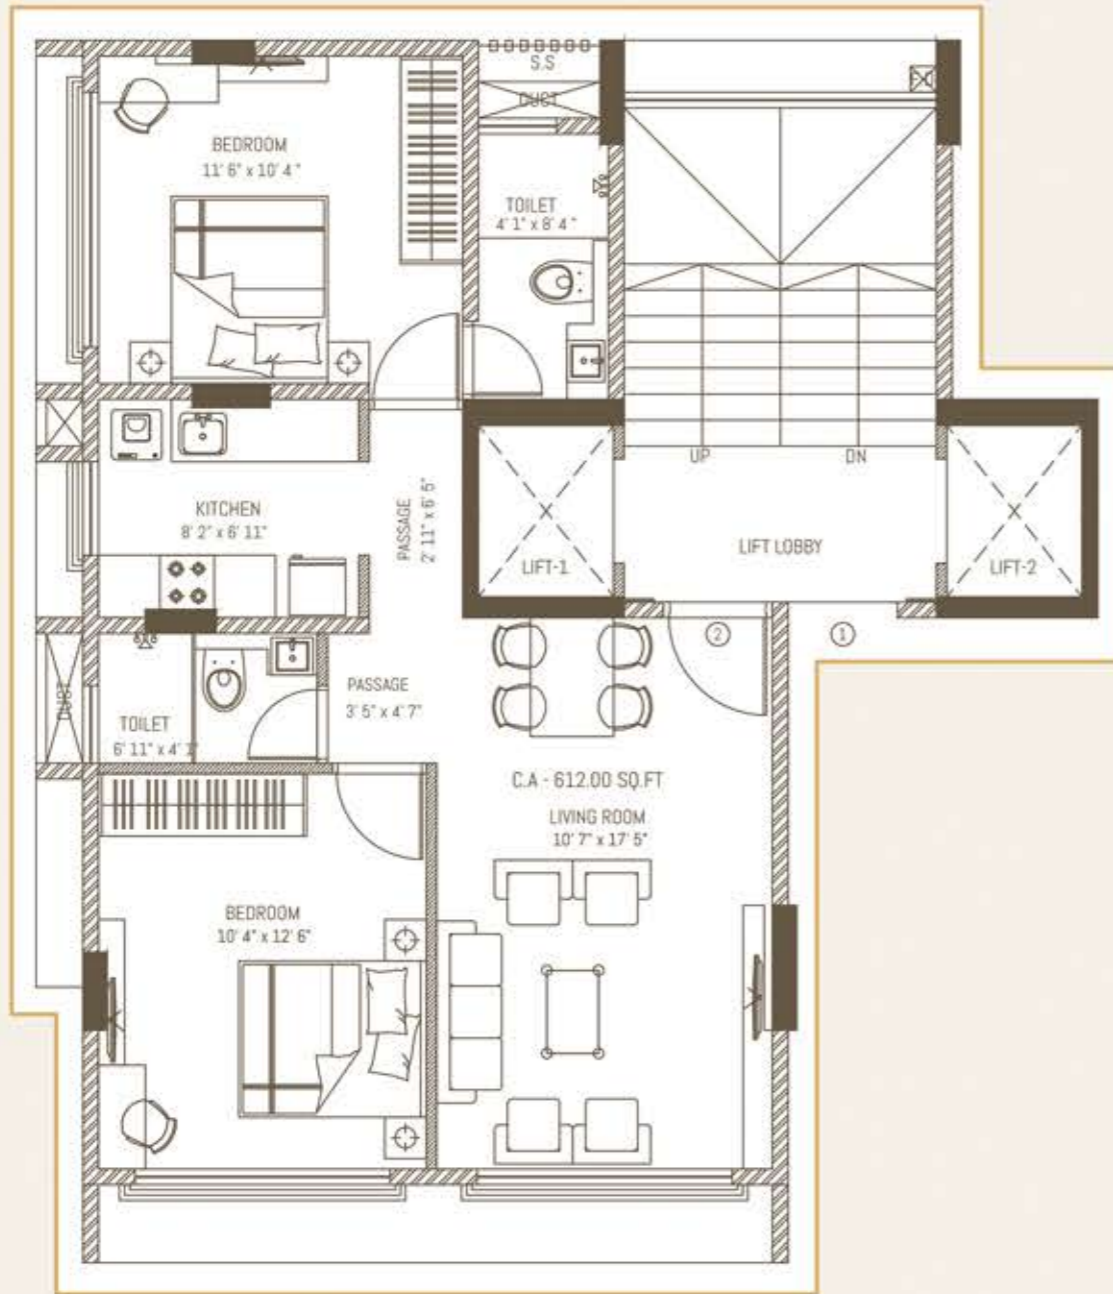 S.S
DUCT
BEDROOM
11' 6" x 10' 4"
TOILET
4' 1" x 8' 4"
UP
DN
KITCHEN
8' 2" x 6' 11"
PASSAGE
2' 11" x 6' 5"
LIFT-1
LIFT LOBBY
LIFT-2
2
1
DUCT
TOILET
6' 11" x 4' 1"
PASSAGE
3' 5" x 4' 7"
C.A - 612.00 SQ.FT
LIVING ROOM
10' 7" x 17' 5"
BEDROOM
10' 4" x 12' 6"